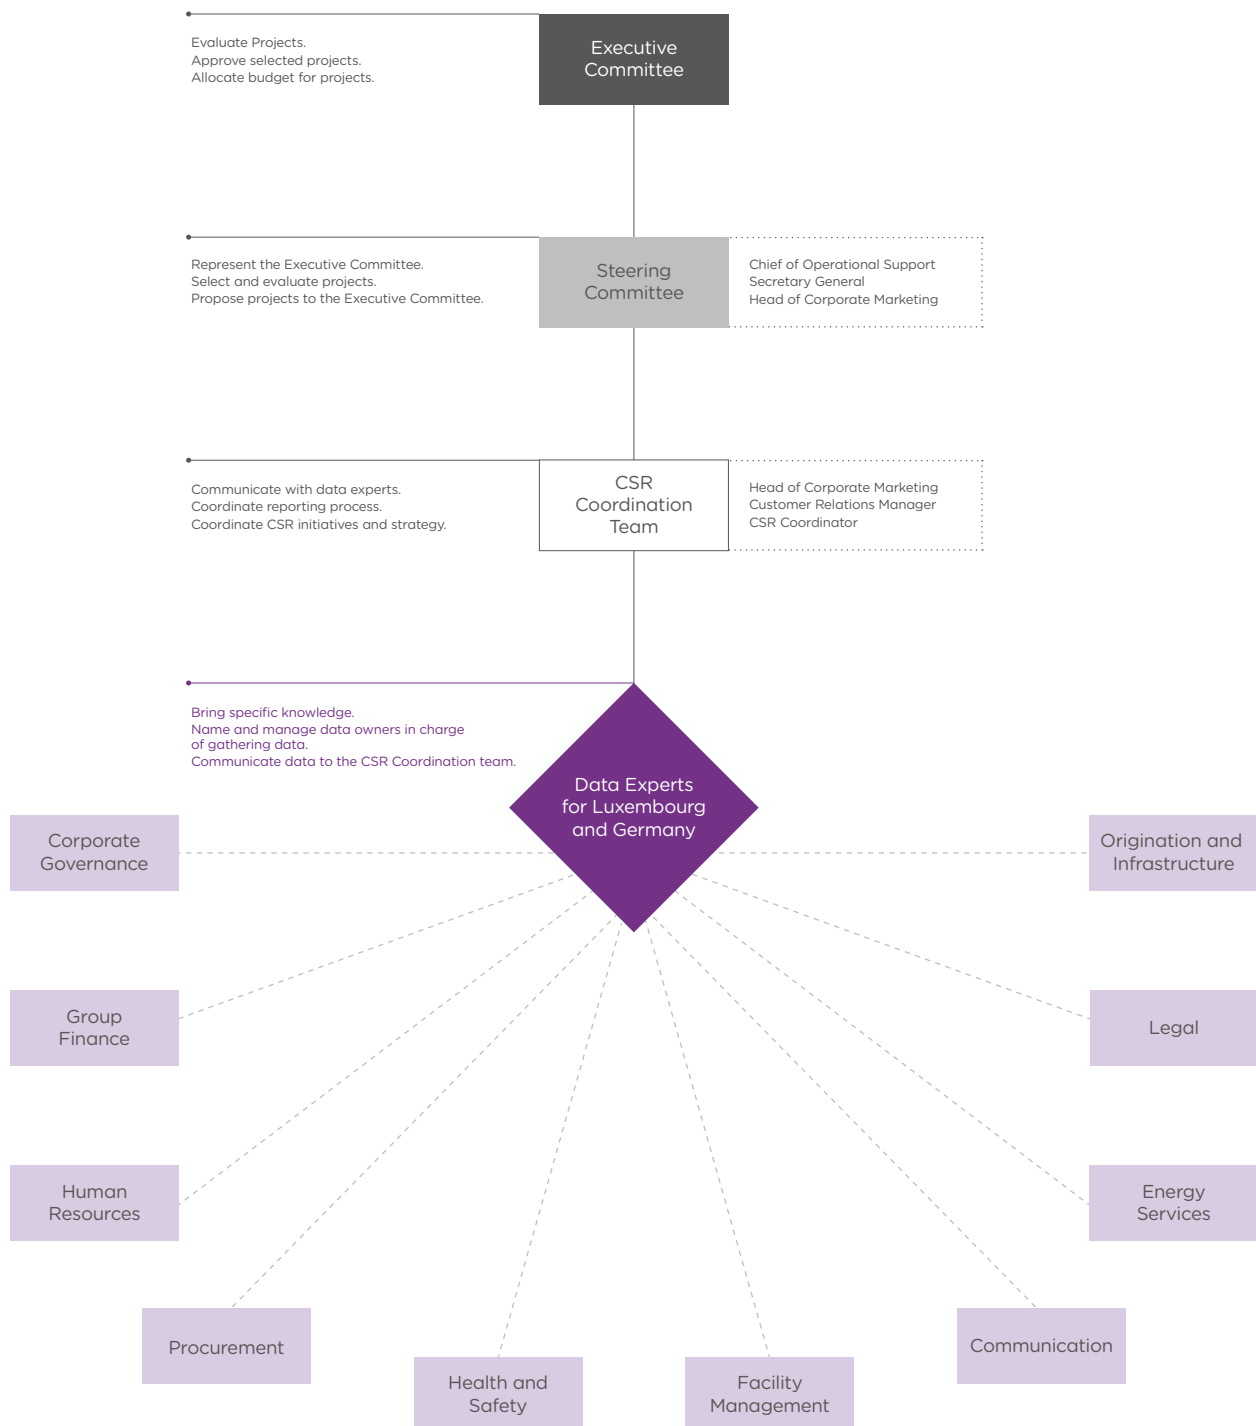 Evaluate Projects.
Approve selected projects.
Allocate budget for projects.
Executive
Committee
Represent the Executive Committee.
Select and evaluate projects.
Propose projects to the Executive Committee.
Steering
Committee
Chief of Operational Support
Secretary General
Head of Corporate Marketing
Communicate with data experts.
Coordinate reporting process.
Coordinate CSR initiatives and strategy.
CSR
Coordination
Team
Head of Corporate Marketing
Customer Relations Manager
CSR Coordinator
Bring specific knowledge.
Name and manage data owners in charge
of gathering data.
Communicate data to the CSR Coordination team.
Data Experts
for Luxembourg
and Germany
Corporate
Governance
Origination and
Infrastructure
Group
Finance
Legal
Human
Resources
Energy
Services
Procurement
Communication
Health and
Safety
Facility
Management